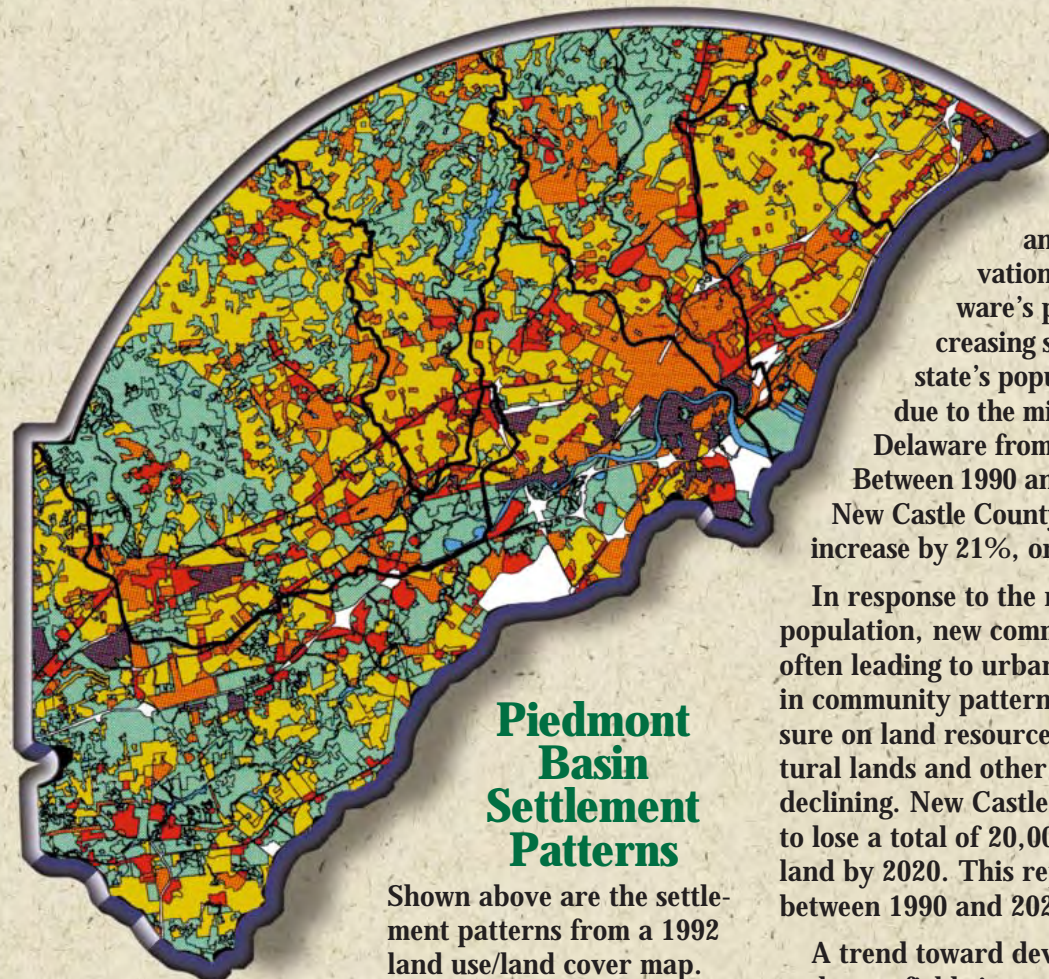 Piedmont
Basin
Settlement
Patterns
Shown above are the settle-
ment patterns from a 1992
land use/land cover map.
an
vation
ware's p
creasing s
state's popu
due to the mi
Delaware from
Between 1990 an
New Castle County
increase by 21%, or
In response to the r
population, new comm
often leading to urban
in community pattern
sure on land resource
tural lands and other
declining. New Castle
to lose a total of 20,00
land by 2020. This re
between 1990 and 202
A trend toward dev